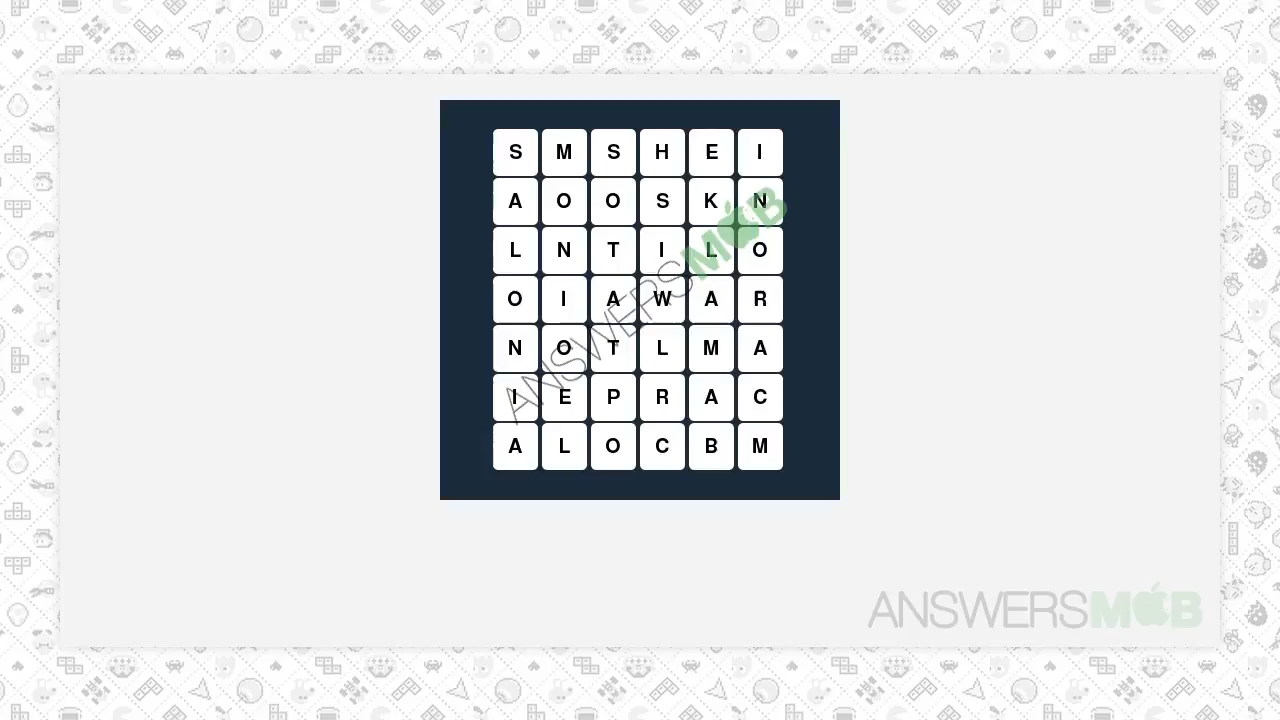 S M S H E I
A O O S K N
L N T I L O
O I A W A R
N O T L M A
I E P R A C
A L O C B M
ANSWERSMOB
ANSWERSMOB